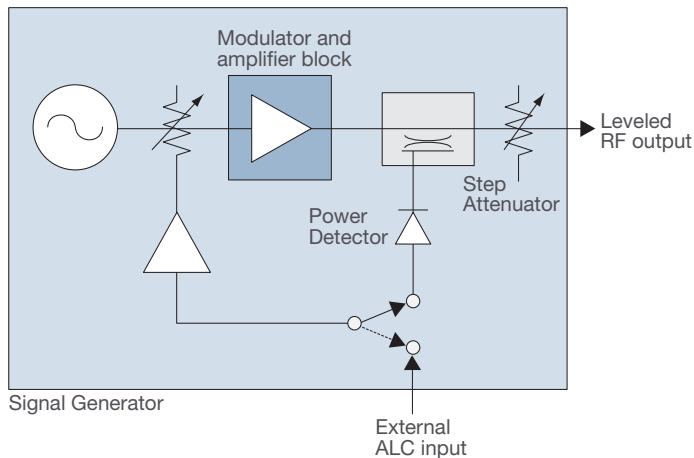 Modulator and
amplifier block
Leveled
RF output
Step
Attenuator
Power
Detector
Signal Generator
External
ALC input